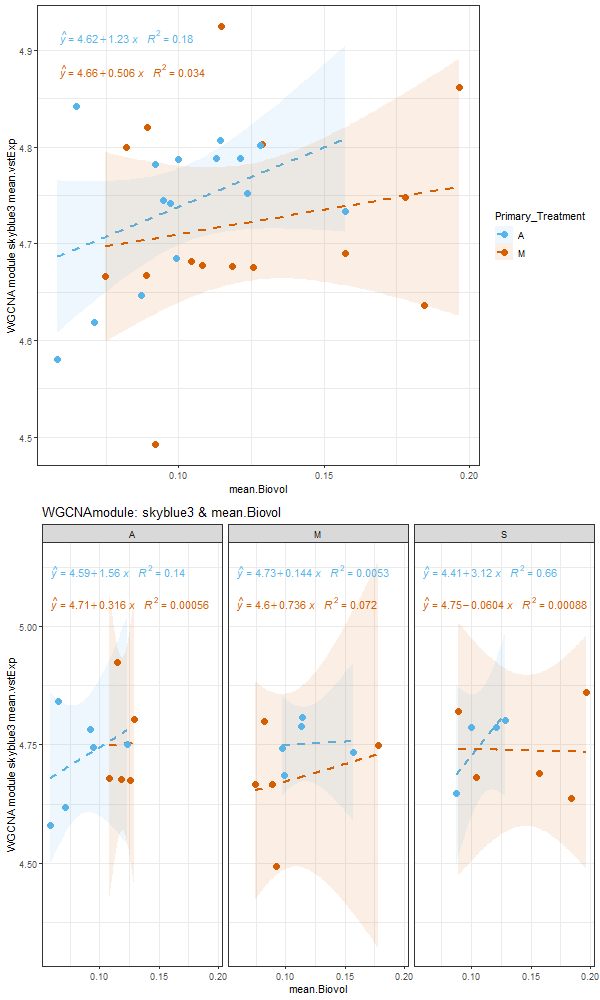 ŷ = 4.62+1.23 x R² = 0.18
ŷ = 4.66+0.506 x R² = 0.034
4.9
4.8
4.7
4.6
4.5
WGCNA module skyblue3 mean.vstExp
0.10 0.15 0.20
mean.Biovol
Primary_Treatment
A
M
WGCNAmodule: skyblue3 & mean.Biovol
A M S
ŷ = 4.59+1.56 x R² = 0.14
ŷ = 4.71+0.316 x R² = 0.00056
ŷ = 4.73+0.144 x R² = 0.0053
ŷ = 4.6+0.736 x R² = 0.072
ŷ = 4.41+3.12 x R² = 0.66
ŷ = 4.75−0.0604 x R² = 0.00088
5.00
4.75
4.50
WGCNA module skyblue3 mean.vstExp
0.10 0.15 0.20 0.10 0.15 0.20 0.10 0.15 0.20
mean.Biovol